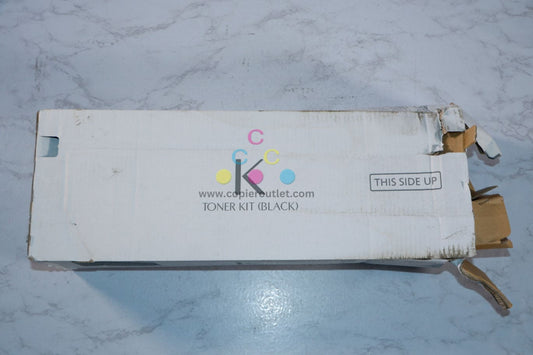 C
C C
K
www.copieroutlet.com
TONER KIT (BLACK)
THIS SIDE UP